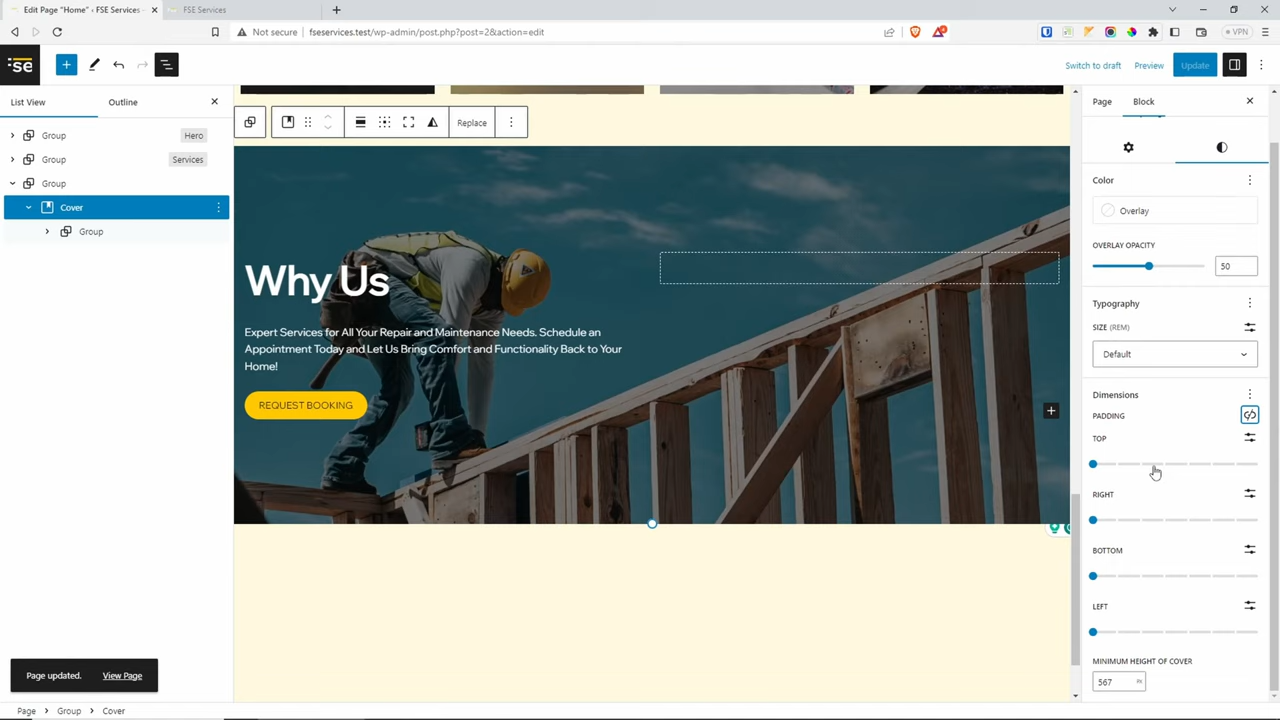 Edit Page "Home" ‹ FSE Services -
FSE Services
Not secure
fseservices.test/wp-admin/post.php?post=2&action=edit
VPN
:se
Switch to draft
Preview
Update
List View
Outline
Page
Block
Group
Hero
Group
Services
Group
Cover
Group
Replace
Why Us
Expert Services for All Your Repair and Maintenance Needs. Schedule an
Appointment Today and Let Us Bring Comfort and Functionality Back to Your
Home!
REQUEST BOOKING
Color
Overlay
OVERLAY OPACITY
50
Typography
SIZE (REM)
Default
Dimensions
PADDING
TOP
RIGHT
BOTTOM
LEFT
MINIMUM HEIGHT OF COVER
567
PX
Page updated.
View Page
Page > Group > Cover